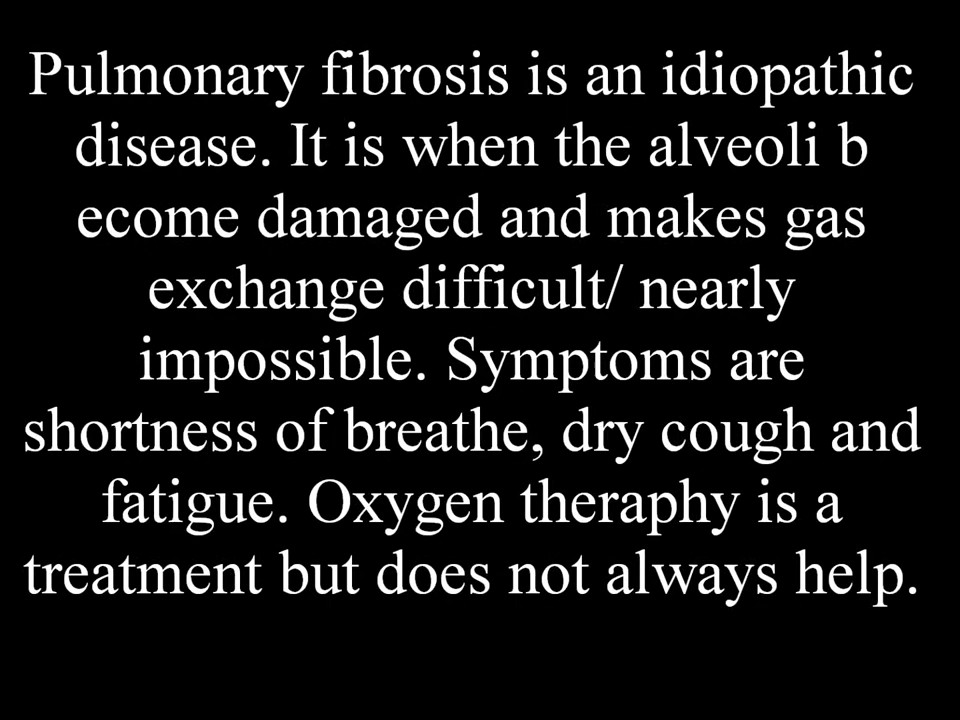 Pulmonary fibrosis is an idiopathic
disease. It is when the alveoli b
ecome damaged and makes gas
exchange difficult/ nearly
impossible. Symptoms are
shortness of breathe, dry cough and
fatigue. Oxygen theraphy is a
treatment but does not always help.